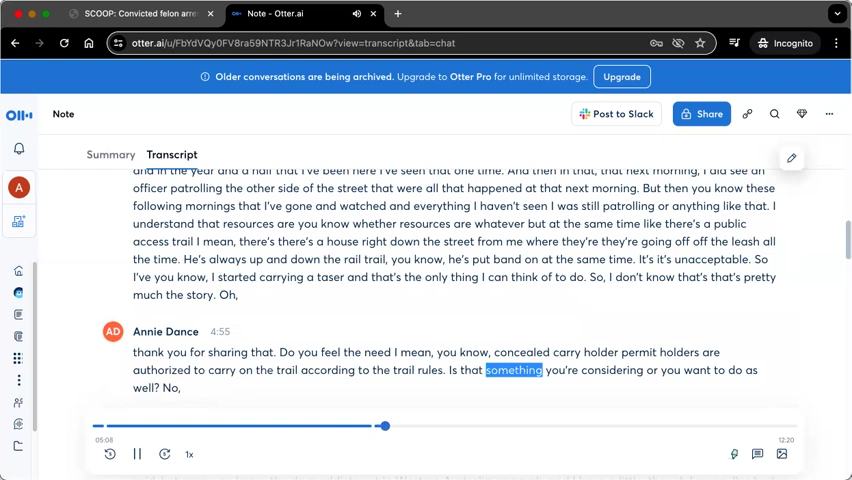 SCOOP: Convicted felon arre
Note - Otter.ai
otter.ai/u/FbYdVQy0FV8ra59NTR3Jr1RaNOw?view=transcript&tab=chat
Incognito
Older conversations are being archived. Upgrade to Otter Pro for unlimited storage.
Upgrade
Note
Post to Slack
Share
Summary
Transcript
A
and in the year and a half that I've been here I've seen that one time. And then in that, that next morning, I did see an
officer patrolling the other side of the street that were all that happened at that next morning. But then you know these
following mornings that I've gone and watched and everything I haven't seen I was still patrolling or anything like that. I
understand that resources are you know whether resources are whatever but at the same time like there's a public
access trail I mean, there's there's a house right down the street from me where they're they're going off off the leash all
the time. He's always up and down the rail trail, you know, he's put band on at the same time. It's it's unacceptable. So
I've you know, I started carrying a taser and that's the only thing I can think of to do. So, I don't know that's that's pretty
much the story. Oh,
AD
Annie Dance 4:55
thank you for sharing that. Do you feel the need I mean, you know, concealed carry holder permit holders are
authorized to carry on the trail according to the trail rules. Is that something you're considering or you want to do as
well? No,
05:08
12:20
5
5
1x